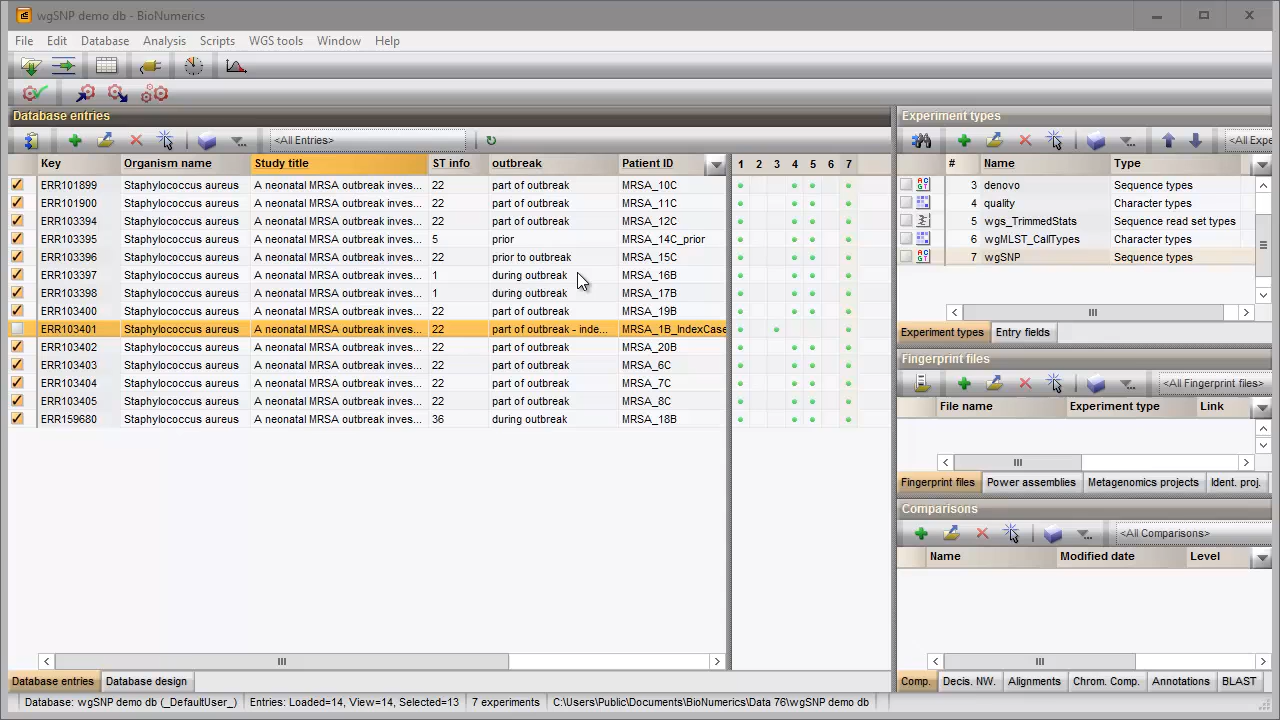 wgSNP demo db - BioNumerics
File Edit Database Analysis Scripts WGS tools Window Help
Database entries
<All Entries>
Key Organism name Study title ST info outbreak Patient ID 1 2 3 4 5 6 7
ERR101899 Staphylococcus aureus A neonatal MRSA outbreak inves... 22 part of outbreak MRSA_10C
ERR101900 Staphylococcus aureus A neonatal MRSA outbreak inves... 22 part of outbreak MRSA_11C
ERR103394 Staphylococcus aureus A neonatal MRSA outbreak inves... 22 part of outbreak MRSA_12C
ERR103395 Staphylococcus aureus A neonatal MRSA outbreak inves... 5 prior MRSA_14C_prior
ERR103396 Staphylococcus aureus A neonatal MRSA outbreak inves... 22 prior to outbreak MRSA_15C
ERR103397 Staphylococcus aureus A neonatal MRSA outbreak inves... 1 during outbreak MRSA_16B
ERR103398 Staphylococcus aureus A neonatal MRSA outbreak inves... 1 during outbreak MRSA_17B
ERR103400 Staphylococcus aureus A neonatal MRSA outbreak inves... 22 part of outbreak MRSA_19B
ERR103401 Staphylococcus aureus A neonatal MRSA outbreak inves... 22 part of outbreak - inde... MRSA_1B_IndexCase
ERR103402 Staphylococcus aureus A neonatal MRSA outbreak inves... 22 part of outbreak MRSA_20B
ERR103403 Staphylococcus aureus A neonatal MRSA outbreak inves... 22 part of outbreak MRSA_6C
ERR103404 Staphylococcus aureus A neonatal MRSA outbreak inves... 22 part of outbreak MRSA_7C
ERR103405 Staphylococcus aureus A neonatal MRSA outbreak inves... 22 part of outbreak MRSA_8C
ERR159680 Staphylococcus aureus A neonatal MRSA outbreak inves... 36 during outbreak MRSA_18B
Database entries Database design
Experiment types
<All Expe
# Name Type
3 denovo Sequence types
4 quality Character types
5 wgs_TrimmedStats Sequence read set types
6 wgMLST_CallTypes Character types
7 wgSNP Sequence types
Experiment types Entry fields
Fingerprint files
<All Fingerprint files>
File name Experiment type Link
Fingerprint files Power assemblies Metagenomics projects Ident. proj.
Comparisons
<All Comparisons>
Name Modified date Level
Comp. Decis. NW. Alignments Chrom. Comp. Annotations BLAST
Database: wgSNP demo db (_DefaultUser_) Entries: Loaded=14, View=14, Selected=13 7 experiments C:\Users\Public\Documents\BioNumerics\Data 76\wgSNP demo db